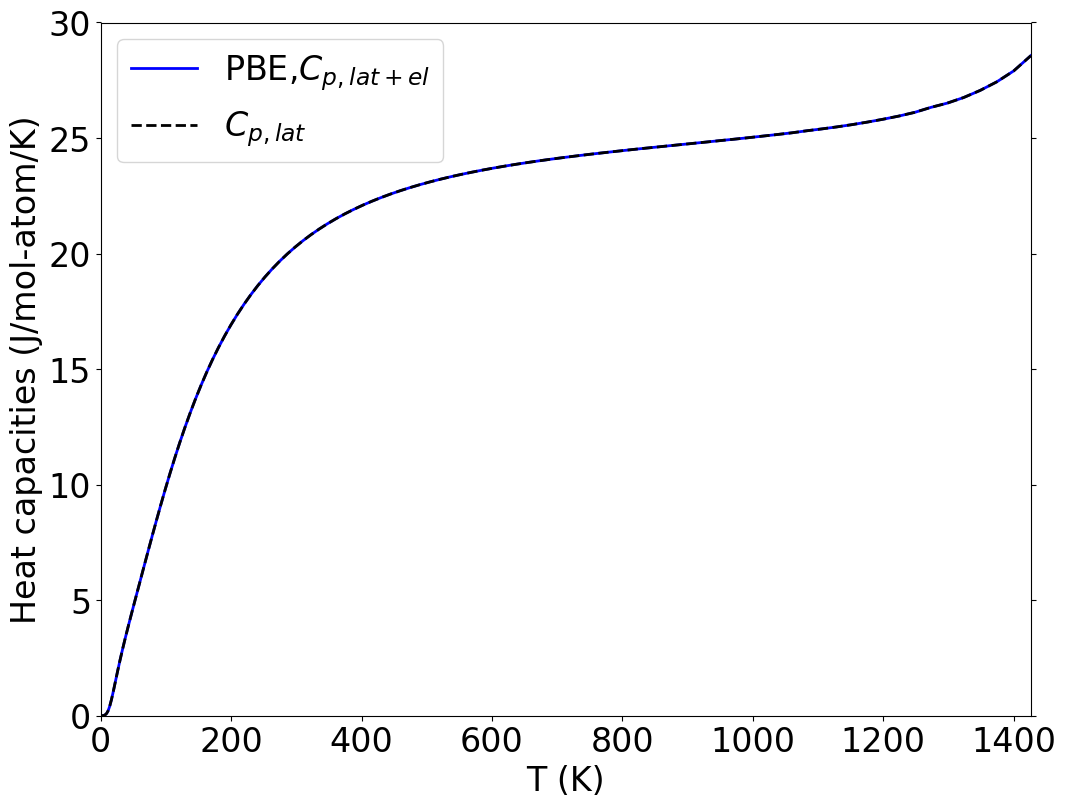 30
25
20
15
10
5
0
Heat capacities (J/mol-atom/K)
PBE,C_{p, lat + el}
C_{p, lat}
0 200 400 600 800 1000 1200 1400
T (K)